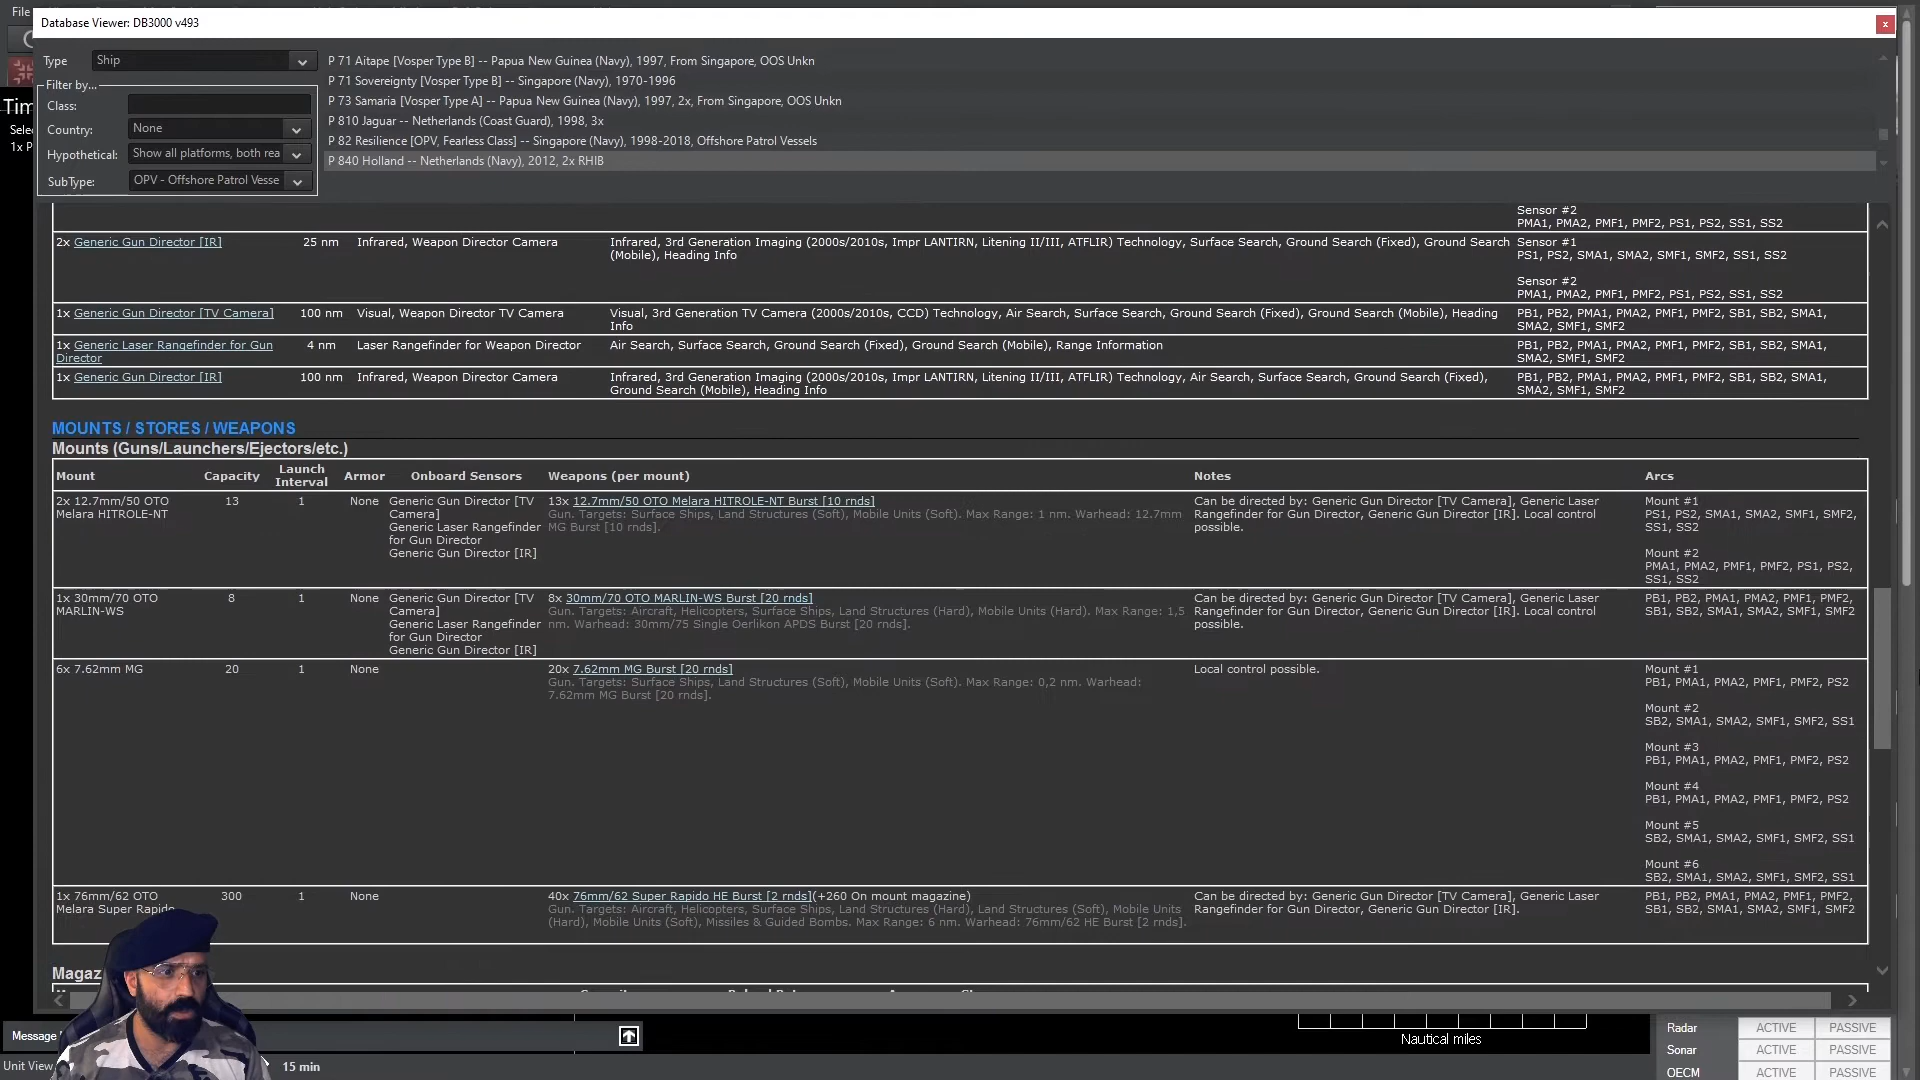 File
Database Viewer: DB3000 v493
x
Type
Ship
Filter by...
Class:
Country:
None
Hypothetical:
Show all platforms, both rea
SubType:
OPV - Offshore Patrol Vesse
P 71 Aitape [Vosper Type B] -- Papua New Guinea (Navy), 1997, From Singapore, OOS Unkn
P 71 Sovereignty [Vosper Type B] -- Singapore (Navy), 1970-1996
P 73 Samaria [Vosper Type A] -- Papua New Guinea (Navy), 1997, 2x, From Singapore, OOS Unkn
P 810 Jaguar -- Netherlands (Coast Guard), 1998, 3x
P 82 Resilience [OPV, Fearless Class] -- Singapore (Navy), 1998-2018, Offshore Patrol Vessels
P 840 Holland -- Netherlands (Navy), 2012, 2x RHIB
Tim
Sele
1x P
Sensor #2
PMA1, PMA2, PMF1, PMF2, PS1, PS2, SS1, SS2
2x Generic Gun Director [IR]
25 nm
Infrared, Weapon Director Camera
Infrared, 3rd Generation Imaging (2000s/2010s, Impr LANTIRN, Litening II/III, ATFLIR) Technology, Surface Search, Ground Search (Fixed), Ground Search
(Mobile), Heading Info
Sensor #1
PS1, PS2, SMA1, SMA2, SMF1, SMF2, SS1, SS2
Sensor #2
PMA1, PMA2, PMF1, PMF2, PS1, PS2, SS1, SS2
1x Generic Gun Director [TV Camera]
100 nm
Visual, Weapon Director TV Camera
Visual, 3rd Generation TV Camera (2000s/2010s, CCD) Technology, Air Search, Surface Search, Ground Search (Fixed), Ground Search (Mobile), Heading
Info
PB1, PB2, PMA1, PMA2, PMF1, PMF2, SB1, SB2, SMA1,
SMA2, SMF1, SMF2
1x Generic Laser Rangefinder for Gun
Director
4 nm
Laser Rangefinder for Weapon Director
Air Search, Surface Search, Ground Search (Fixed), Ground Search (Mobile), Range Information
PB1, PB2, PMA1, PMA2, PMF1, PMF2, SB1, SB2, SMA1,
SMA2, SMF1, SMF2
1x Generic Gun Director [IR]
100 nm
Infrared, Weapon Director Camera
Infrared, 3rd Generation Imaging (2000s/2010s, Impr LANTIRN, Litening II/III, ATFLIR) Technology, Air Search, Surface Search, Ground Search (Fixed),
Ground Search (Mobile), Heading Info
PB1, PB2, PMA1, PMA2, PMF1, PMF2, SB1, SB2, SMA1,
SMA2, SMF1, SMF2
MOUNTS / STORES / WEAPONS
Mounts (Guns/Launchers/Ejectors/etc.)
Mount
Capacity
Launch
Interval
Armor
Onboard Sensors
Weapons (per mount)
Notes
Arcs
2x 12.7mm/50 OTO
Melara HITROLE-NT
13
1
None
Generic Gun Director [TV
Camera]
Generic Laser Rangefinder
for Gun Director
Generic Gun Director [IR]
13x 12.7mm/50 OTO Melara HITROLE-NT Burst [10 rnds]
Gun. Targets: Surface Ships, Land Structures (Soft), Mobile Units (Soft). Max Range: 1 nm. Warhead: 12.7mm
MG Burst [10 rnds].
Can be directed by: Generic Gun Director [TV Camera], Generic Laser
Rangefinder for Gun Director, Generic Gun Director [IR]. Local control
possible.
Mount #1
PS1, PS2, SMA1, SMA2, SMF1, SMF2,
SS1, SS2
Mount #2
PMA1, PMA2, PMF1, PMF2, PS1, PS2,
SS1, SS2
1x 30mm/70 OTO
MARLIN-WS
8
1
None
Generic Gun Director [TV
Camera]
Generic Laser Rangefinder
for Gun Director
Generic Gun Director [IR]
8x 30mm/70 OTO MARLIN-WS Burst [20 rnds]
Gun. Targets: Aircraft, Helicopters, Surface Ships, Land Structures (Hard), Mobile Units (Hard). Max Range: 1,5
nm. Warhead: 30mm/75 Single Oerlikon APDS Burst [20 rnds].
Can be directed by: Generic Gun Director [TV Camera], Generic Laser
Rangefinder for Gun Director, Generic Gun Director [IR]. Local control
possible.
PB1, PB2, PMA1, PMA2, PMF1, PMF2,
SB1, SB2, SMA1, SMA2, SMF1, SMF2
6x 7.62mm MG
20
1
None
20x 7.62mm MG Burst [20 rnds]
Gun. Targets: Surface Ships, Land Structures (Soft), Mobile Units (Soft). Max Range: 0,2 nm. Warhead:
7.62mm MG Burst [20 rnds].
Local control possible.
Mount #1
PB1, PMA1, PMA2, PMF1, PMF2, PS2
Mount #2
SB2, SMA1, SMA2, SMF1, SMF2, SS1
Mount #3
PB1, PMA1, PMA2, PMF1, PMF2, PS2
Mount #4
PB1, PMA1, PMA2, PMF1, PMF2, PS2
Mount #5
SB2, SMA1, SMA2, SMF1, SMF2, SS1
Mount #6
SB2, SMA1, SMA2, SMF1, SMF2, SS1
1x 76mm/62 OTO
Melara Super Rapido
300
1
None
40x 76mm/62 Super Rapido HE Burst [2 rnds](+260 On mount magazine)
Gun. Targets: Aircraft, Helicopters, Surface Ships, Land Structures (Hard), Land Structures (Soft), Mobile Units
(Hard), Mobile Units (Soft), Missiles & Guided Bombs. Max Range: 6 nm. Warhead: 76mm/62 HE Burst [2 rnds].
Can be directed by: Generic Gun Director [TV Camera], Generic Laser
Rangefinder for Gun Director, Generic Gun Director [IR].
PB1, PB2, PMA1, PMA2, PMF1, PMF2,
SB1, SB2, SMA1, SMA2, SMF1, SMF2
Magaz
Message
Unit View
15 min
Nautical miles
Radar
ACTIVE
PASSIVE
Sonar
ACTIVE
PASSIVE
OECM
ACTIVE
PASSIVE